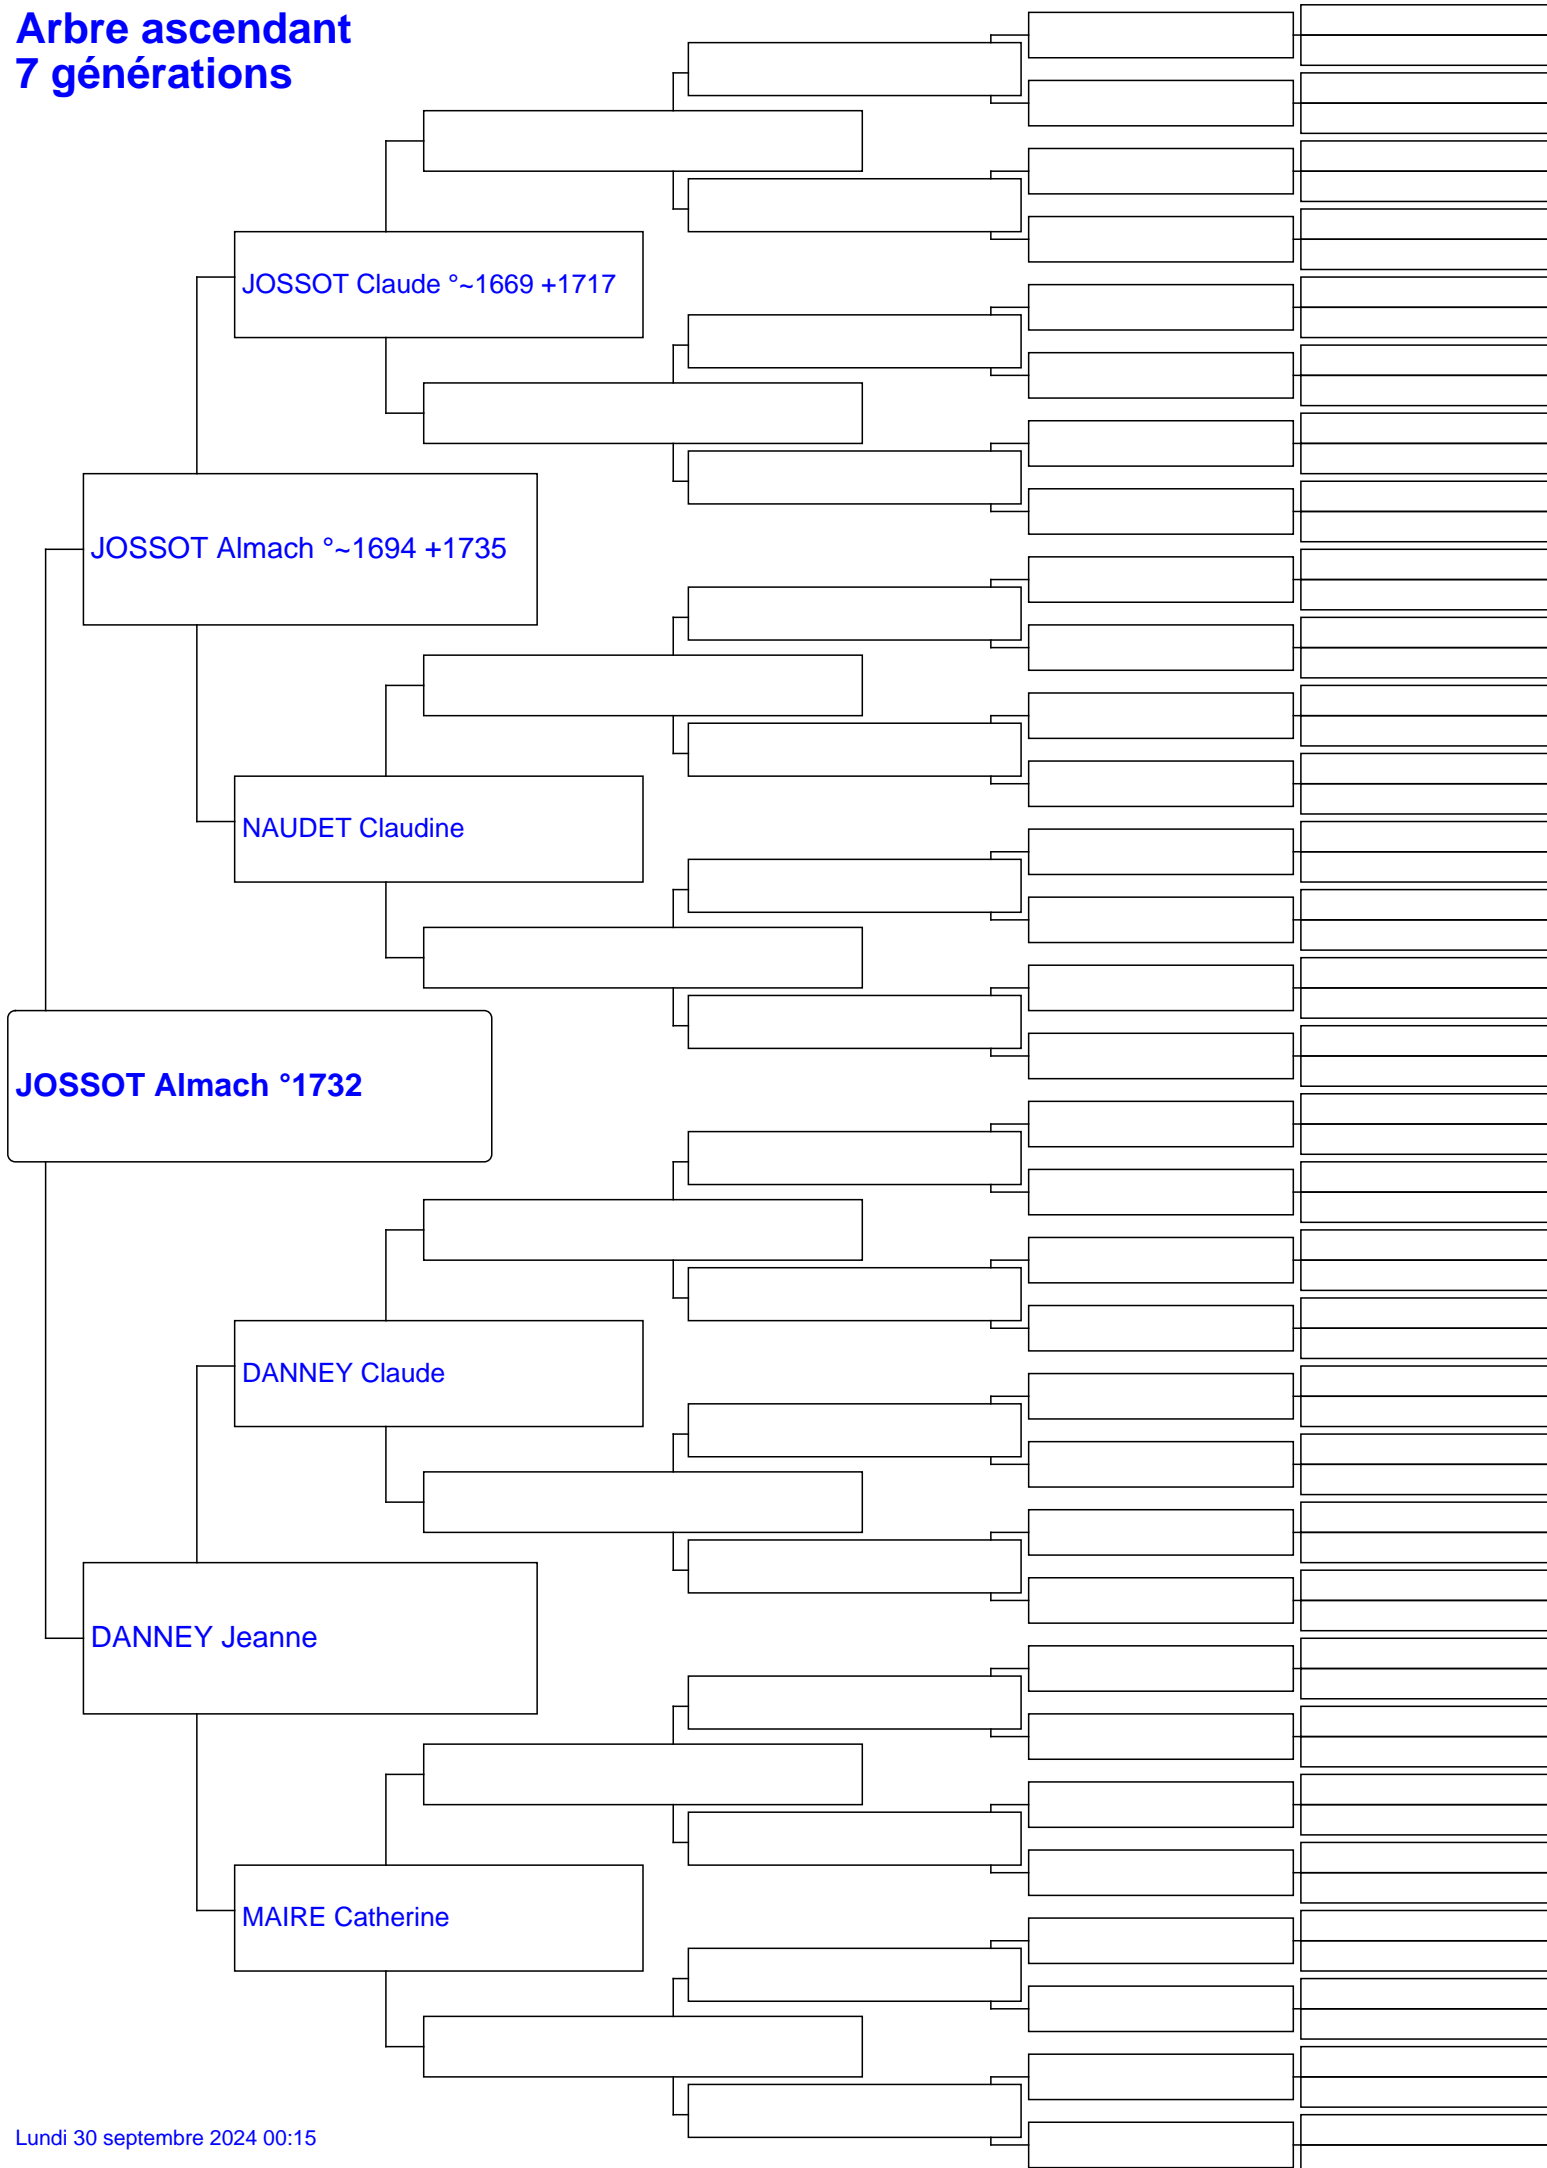 Arbre ascendant
7 générations
JOSSOT Claude °~1669 +1717
JOSSOT Almach °~1694 +1735
NAUDET Claudine
JOSSOT Almach °1732
DANNEY Claude
DANNEY Jeanne
MAIRE Catherine
Lundi 30 septembre 2024 00:15